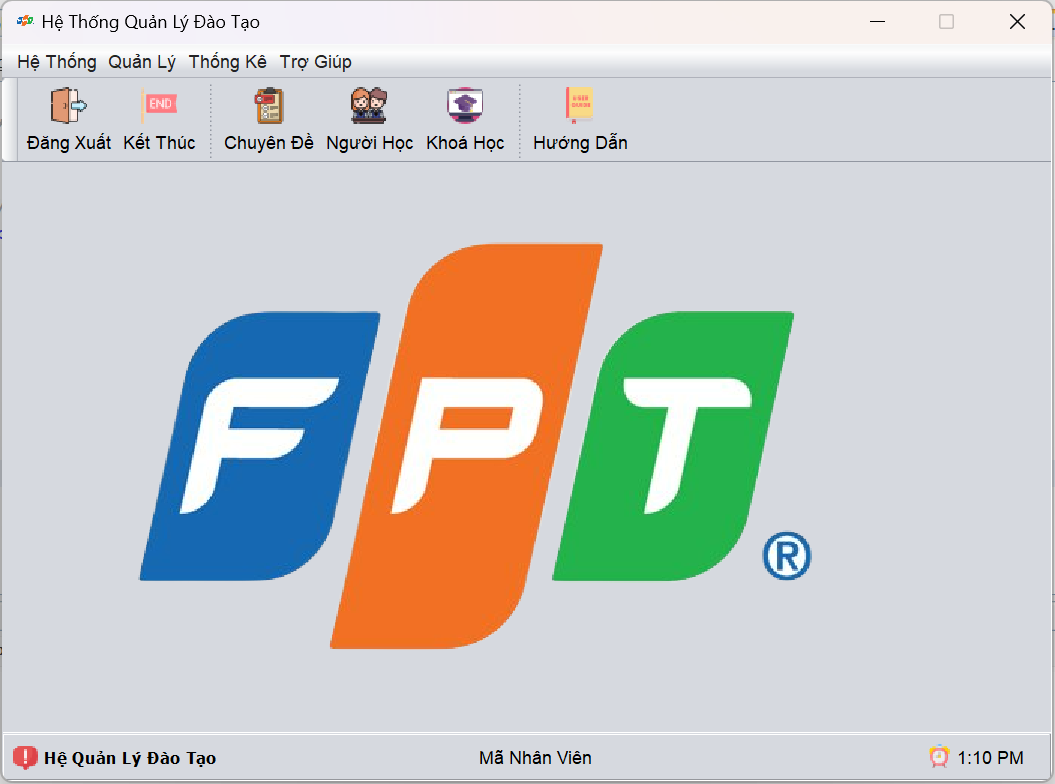 Hệ Thống Quản Lý Đào Tạo
Hệ Thống Quản Lý Thống Kê Trợ Giúp
END
Đăng Xuất Kết Thúc Chuyên Đề Người Học Khoá Học Hướng Dẫn
FPT
®
Hệ Quản Lý Đào Tạo Mã Nhân Viên 1:10 PM